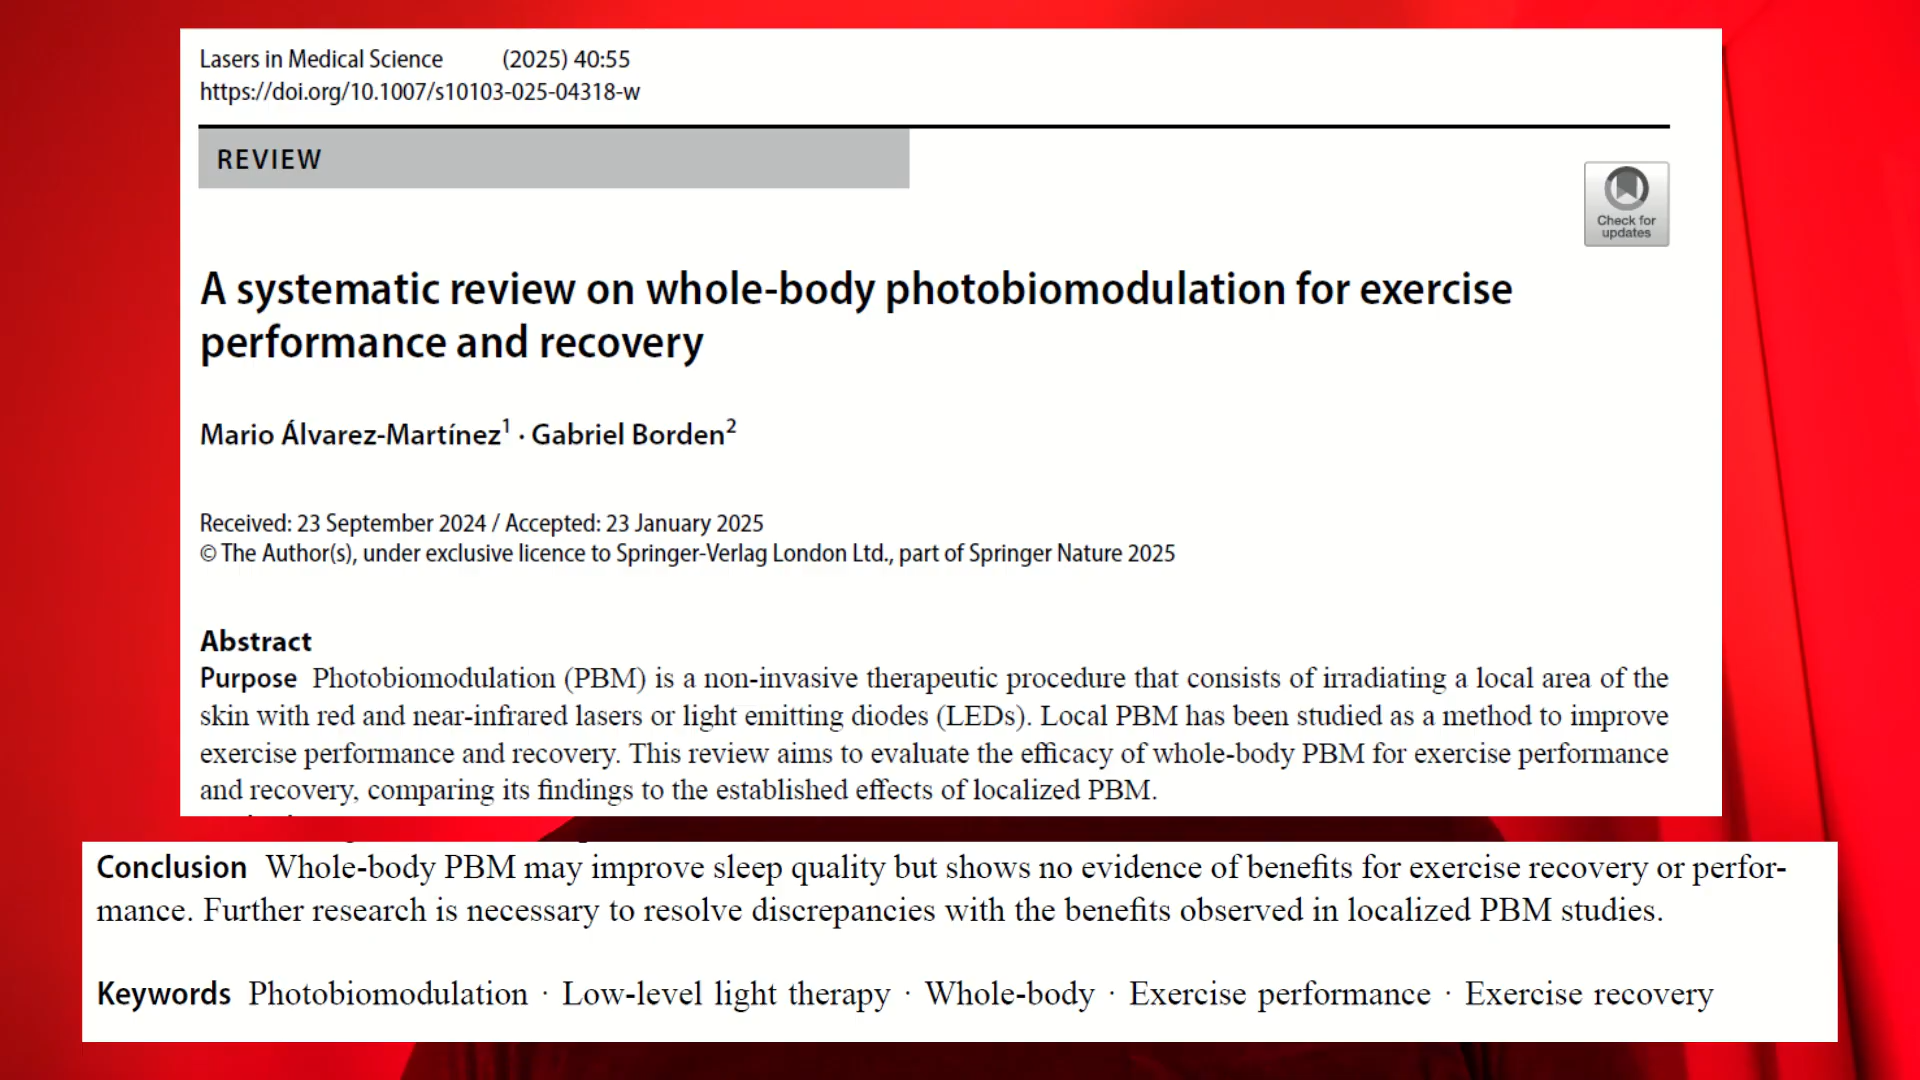 Lasers in Medical Science (2025) 40:55
https://doi.org/10.1007/s10103-025-04318-w
REVIEW
Check for
updates
A systematic review on whole-body photobiomodulation for exercise
performance and recovery
Mario Álvarez-Martínez1 · Gabriel Borden2
Received: 23 September 2024 / Accepted: 23 January 2025
© The Author(s), under exclusive licence to Springer-Verlag London Ltd., part of Springer Nature 2025
Abstract
Purpose Photobiomodulation (PBM) is a non-invasive therapeutic procedure that consists of irradiating a local area of the
skin with red and near-infrared lasers or light emitting diodes (LEDs). Local PBM has been studied as a method to improve
exercise performance and recovery. This review aims to evaluate the efficacy of whole-body PBM for exercise performance
and recovery, comparing its findings to the established effects of localized PBM.
Conclusion Whole-body PBM may improve sleep quality but shows no evidence of benefits for exercise recovery or perfor-
mance. Further research is necessary to resolve discrepancies with the benefits observed in localized PBM studies.
Keywords Photobiomodulation · Low-level light therapy · Whole-body · Exercise performance · Exercise recovery